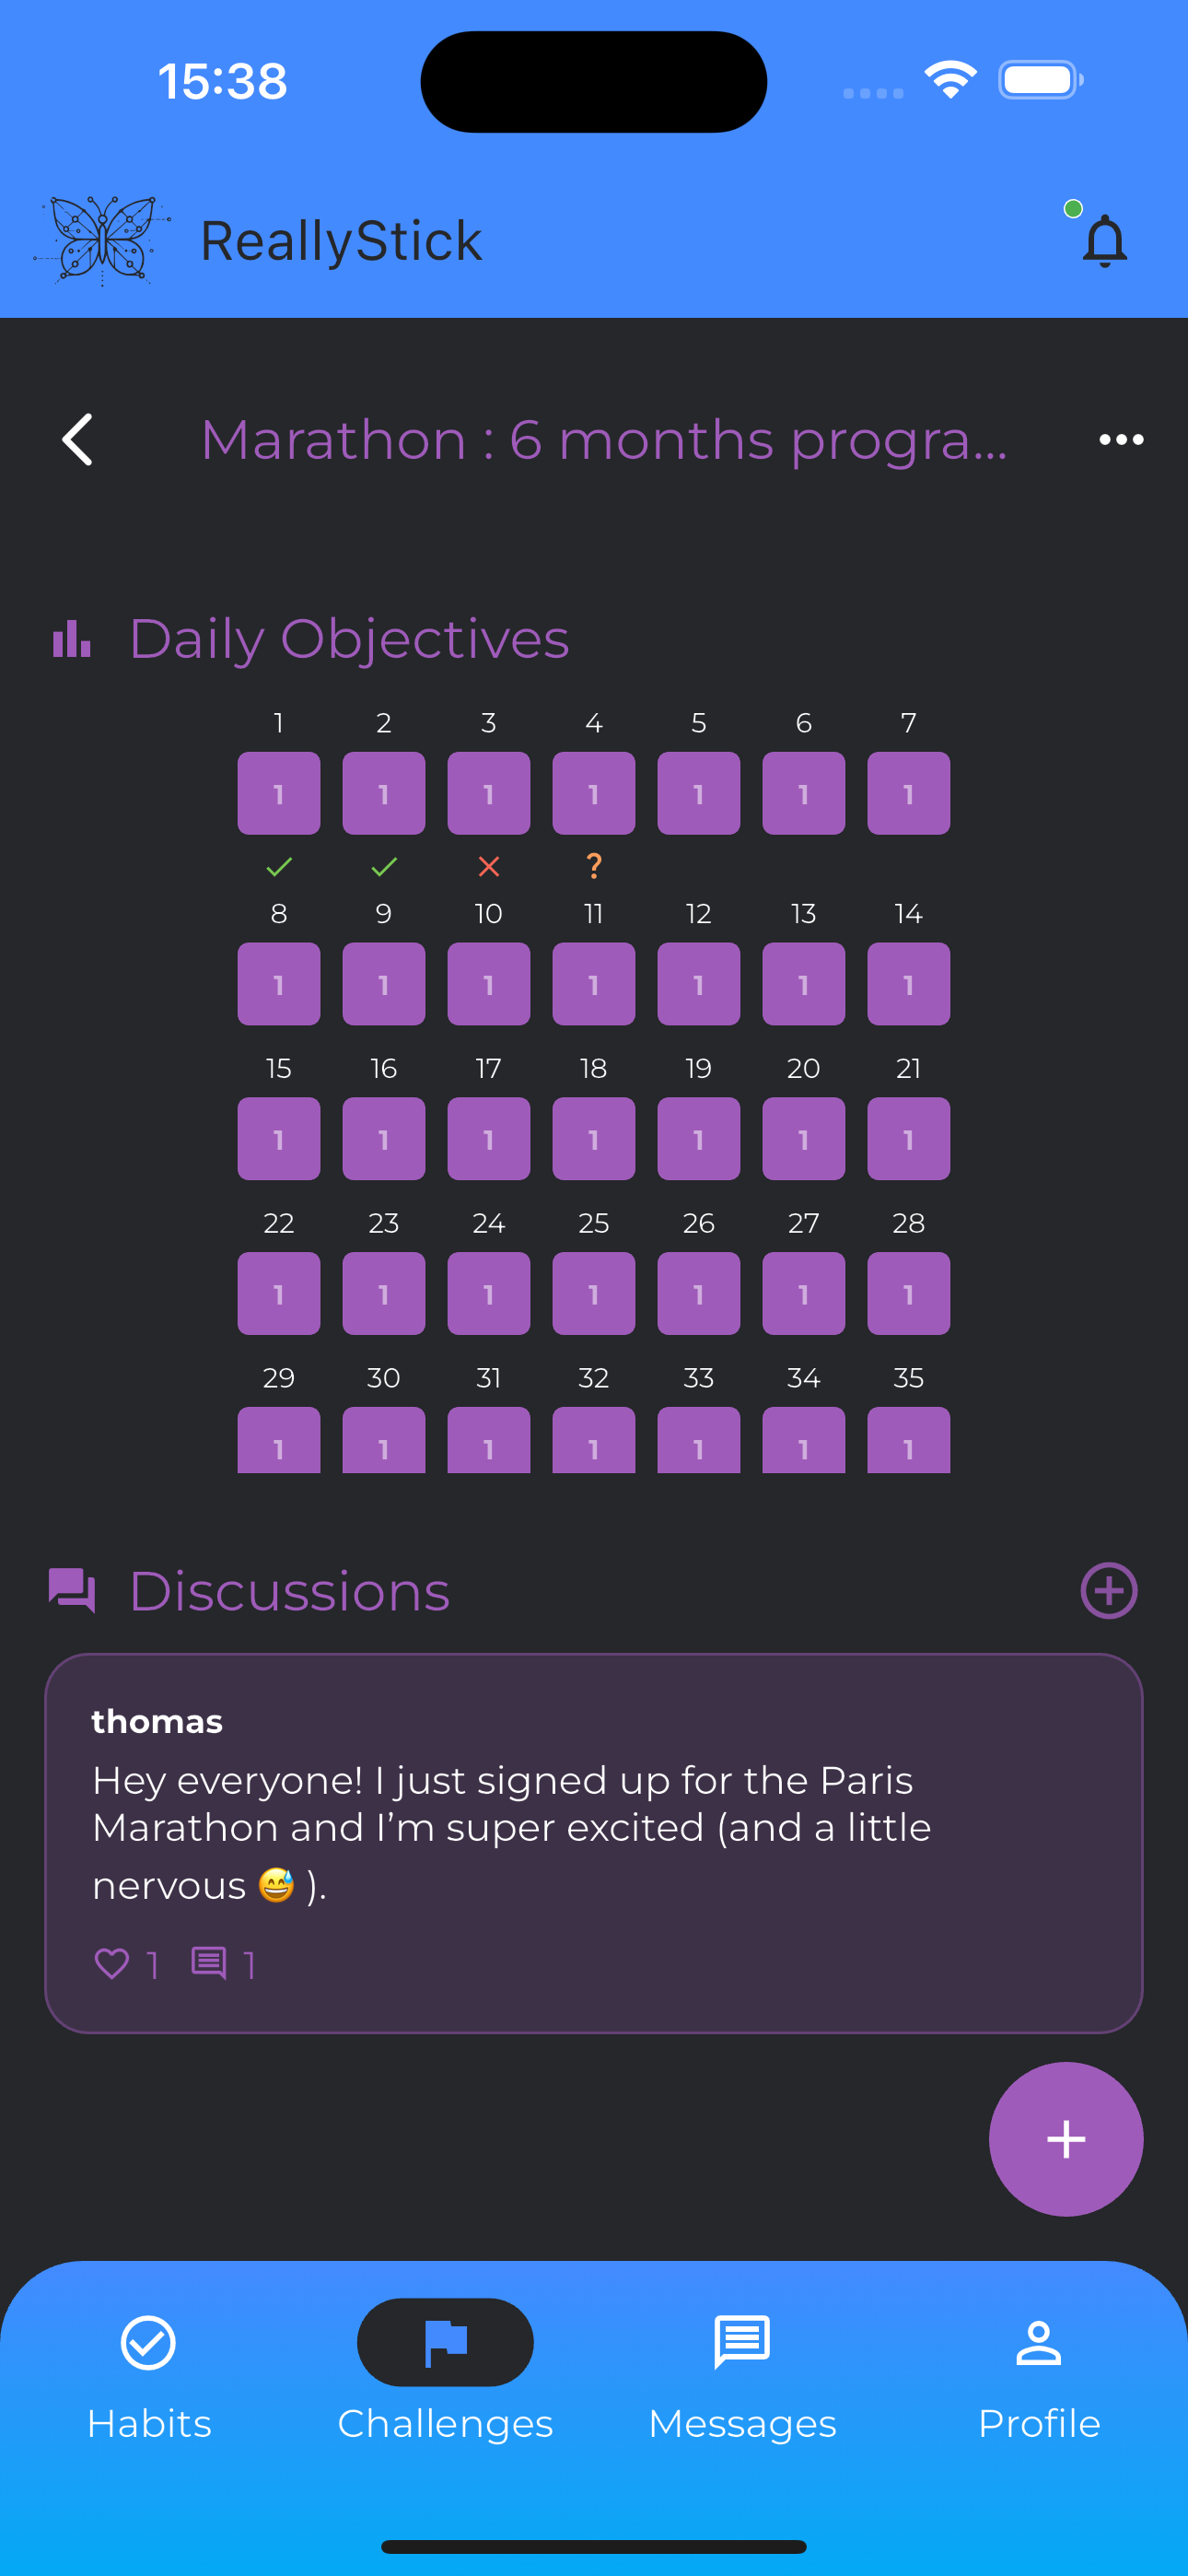 15:38
ReallyStick
Marathon : 6 months progra...
Daily Objectives
1 2 3 4 5 6 7
1 1 1 1 1 1 1
?
8 9 10 11 12 13 14
1 1 1 1 1 1 1
15 16 17 18 19 20 21
1 1 1 1 1 1 1
22 23 24 25 26 27 28
1 1 1 1 1 1 1
29 30 31 32 33 34 35
1 1 1 1 1 1 1
Discussions
thomas
Hey everyone! I just signed up for the Paris
Marathon and I’m super excited (and a little
nervous 😅 ).
1 1
Habits Challenges Messages Profile